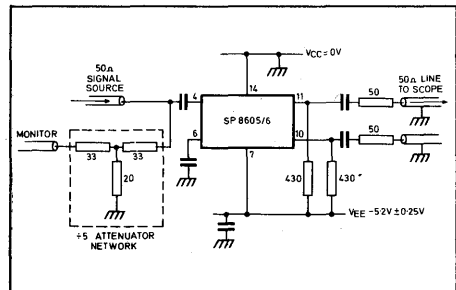 VCC = 0V
50Ω
SIGNAL
SOURCE
14
4
11
50
50Ω LINE
TO SCOPE
SP 8605/6
MONITOR
33
33
6
10
50
7
20
430
430
VEE -5.2V ± 0.25V
÷5 ATTENUATOR
NETWORK